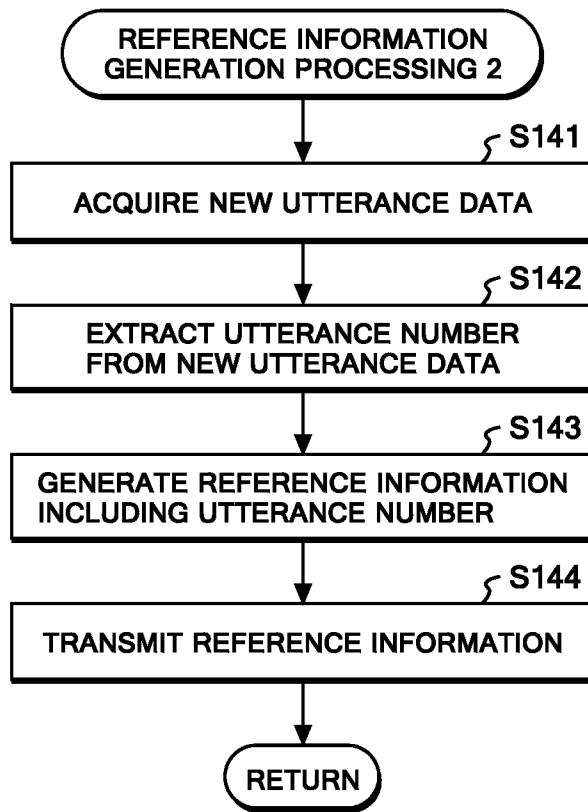 REFERENCE INFORMATION
GENERATION PROCESSING 2
S141
ACQUIRE NEW UTTERANCE DATA
S142
EXTRACT UTTERANCE NUMBER
FROM NEW UTTERANCE DATA
S143
GENERATE REFERENCE INFORMATION
INCLUDING UTTERANCE NUMBER
S144
TRANSMIT REFERENCE INFORMATION
RETURN